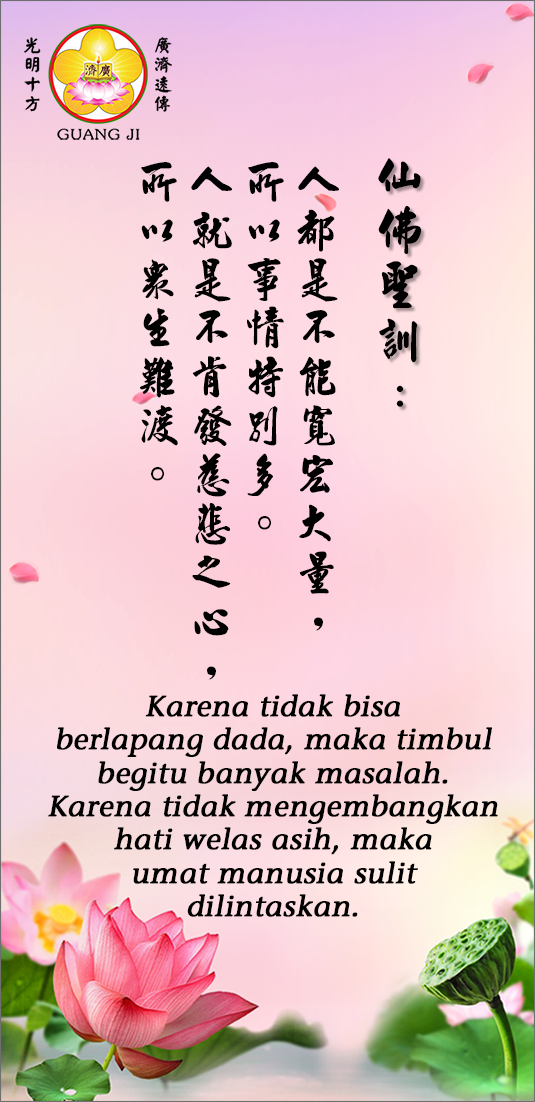 光明十方
廣濟遠傳
廣濟
GUANG JI
仙佛聖訓：
人都是不能寬宏大量，
所以事情特別多。
人就是不肯發慈悲之心，
所以衆生難渡。
Karena tidak bisa
berlapang dada, maka timbul
begitu banyak masalah.
Karena tidak mengembangkan
hati welas asih, maka
umat manusia sulit
dilintaskan.